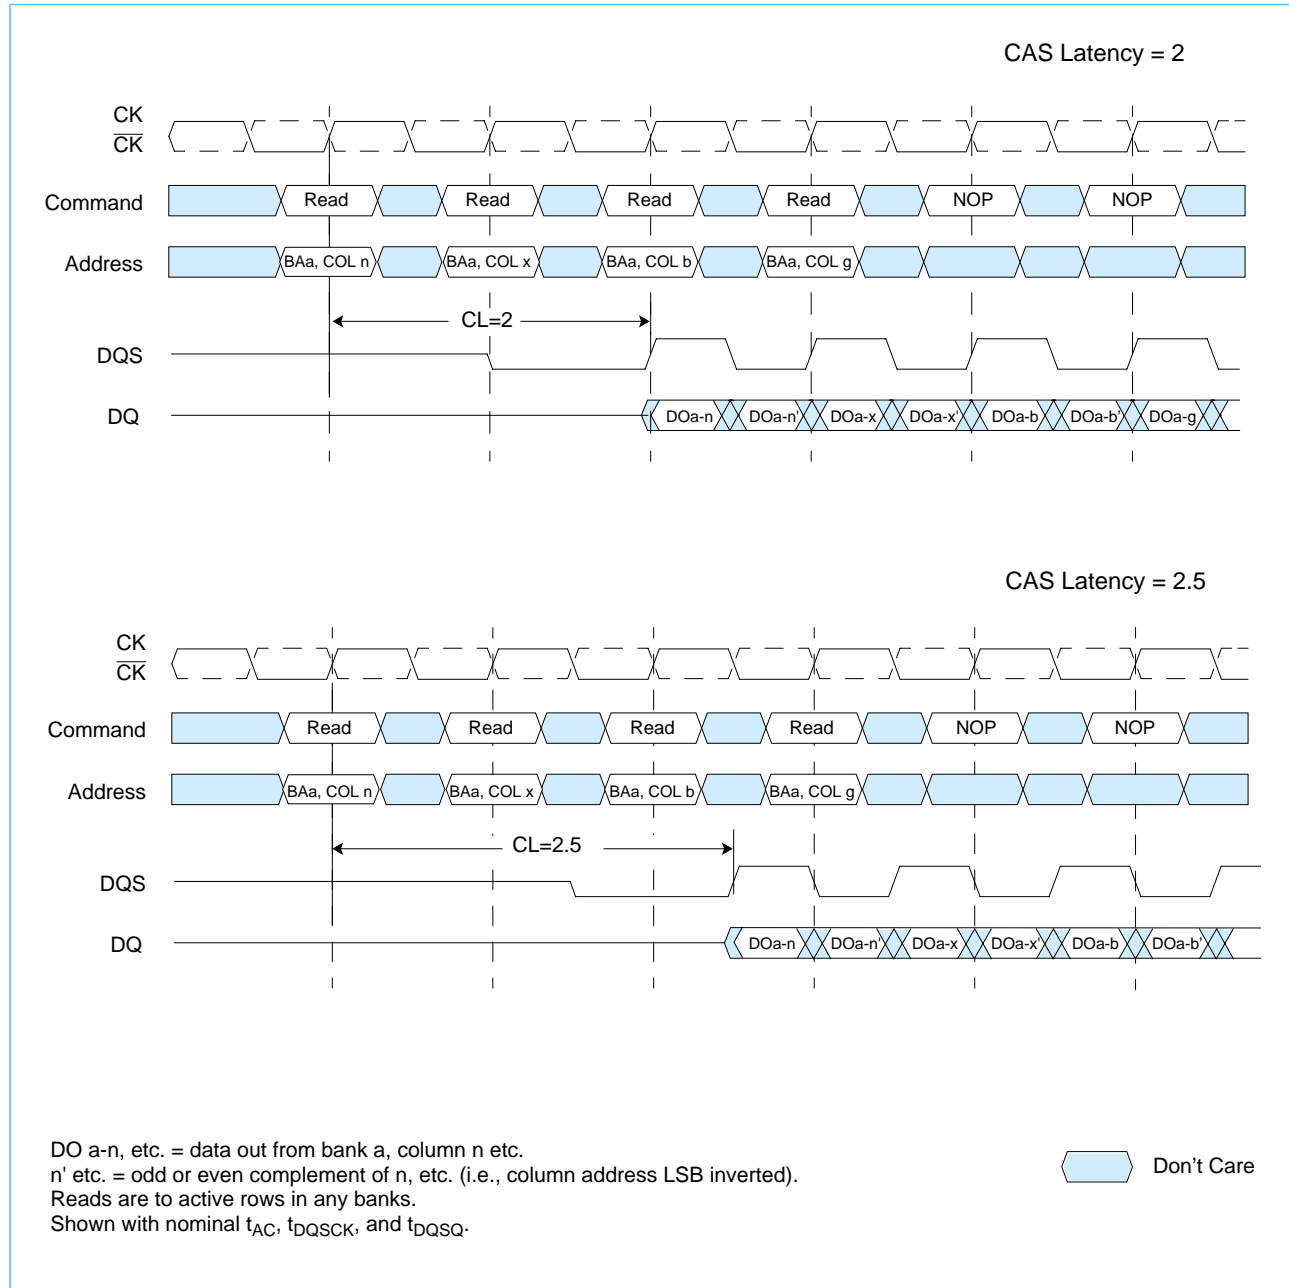 CAS Latency = 2
CK
CK
Command
Read Read Read Read NOP NOP
Address
BAa, COL n BAa, COL x BAa, COL b BAa, COL g
CL=2
DQS
DQ
DOa-n DOa-n' DOa-x DOa-x' DOa-b DOa-b' DOa-g
CAS Latency = 2.5
CK
CK
Command
Read Read Read Read NOP NOP
Address
BAa, COL n BAa, COL x BAa, COL b BAa, COL g
CL=2.5
DQS
DQ
DOa-n DOa-n' DOa-x DOa-x' DOa-b DOa-b'
DO a-n, etc. = data out from bank a, column n etc.
n' etc. = odd or even complement of n, etc. (i.e., column address LSB inverted).
Reads are to active rows in any banks.
Shown with nominal tAC, tDQSCK, and tDQSQ.
Don't Care